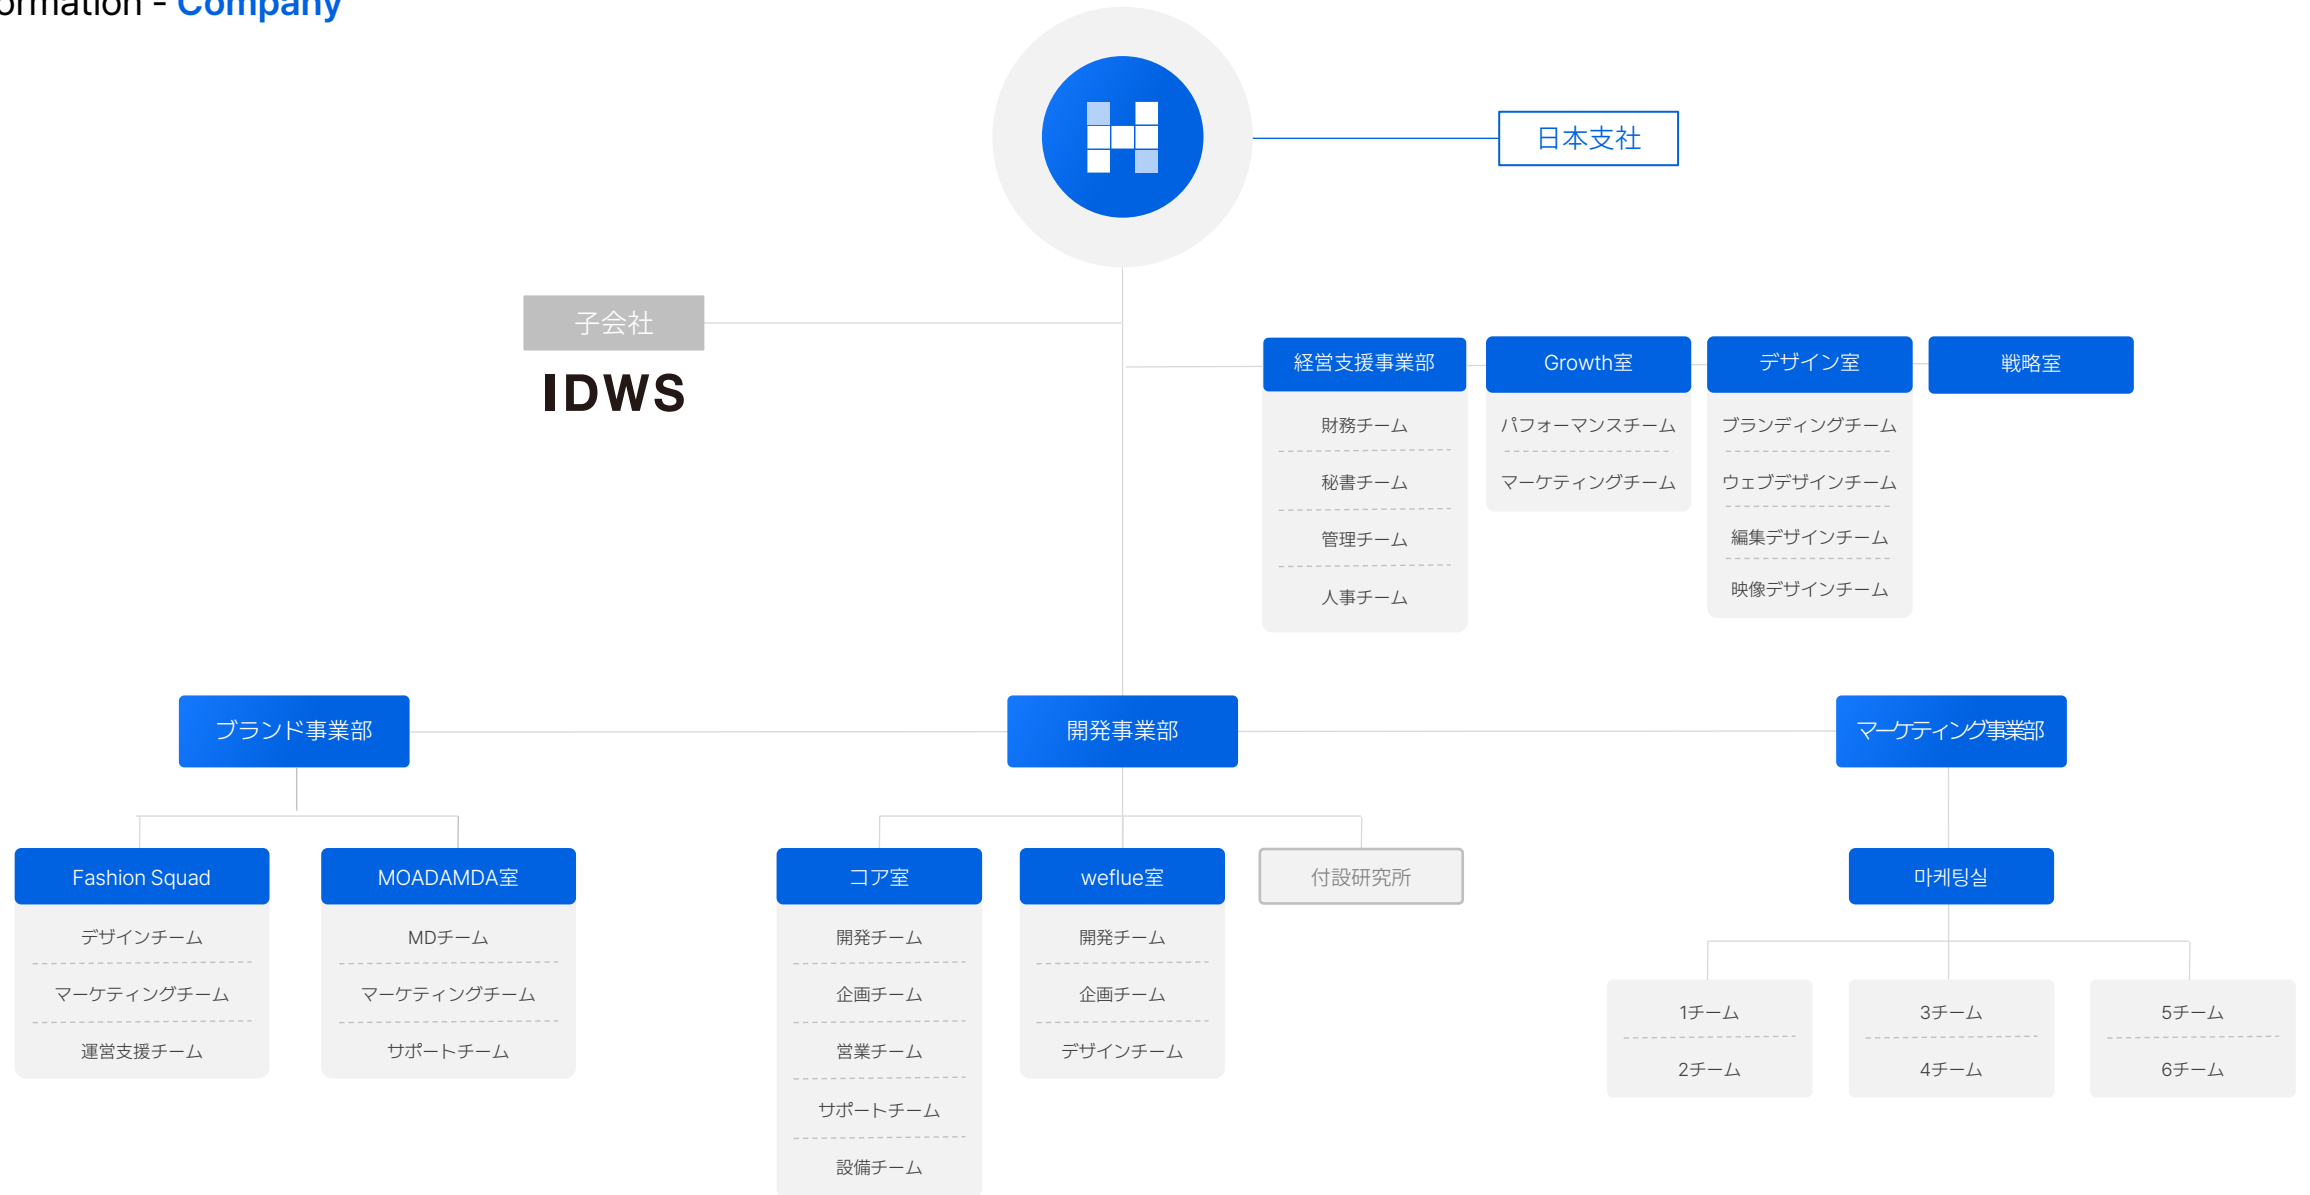 ormation - Company
日本支社
子会社
IDWS
経営支援事業部
財務チーム
秘書チーム
管理チーム
人事チーム
Growth室
パフォーマンスチーム
マーケティングチーム
デザイン室
ブランディングチーム
ウェブデザインチーム
編集デザインチーム
映像デザインチーム
戦略室
ブランド事業部
開発事業部
マーケティング事業部
Fashion Squad
デザインチーム
マーケティングチーム
運営支援チーム
MOADAMDA室
MDチーム
マーケティングチーム
サポートチーム
コア室
開発チーム
企画チーム
営業チーム
サポートチーム
設備チーム
weflue室
開発チーム
企画チーム
デザインチーム
付設研究所
마케팅실
1チーム
2チーム
3チーム
4チーム
5チーム
6チーム